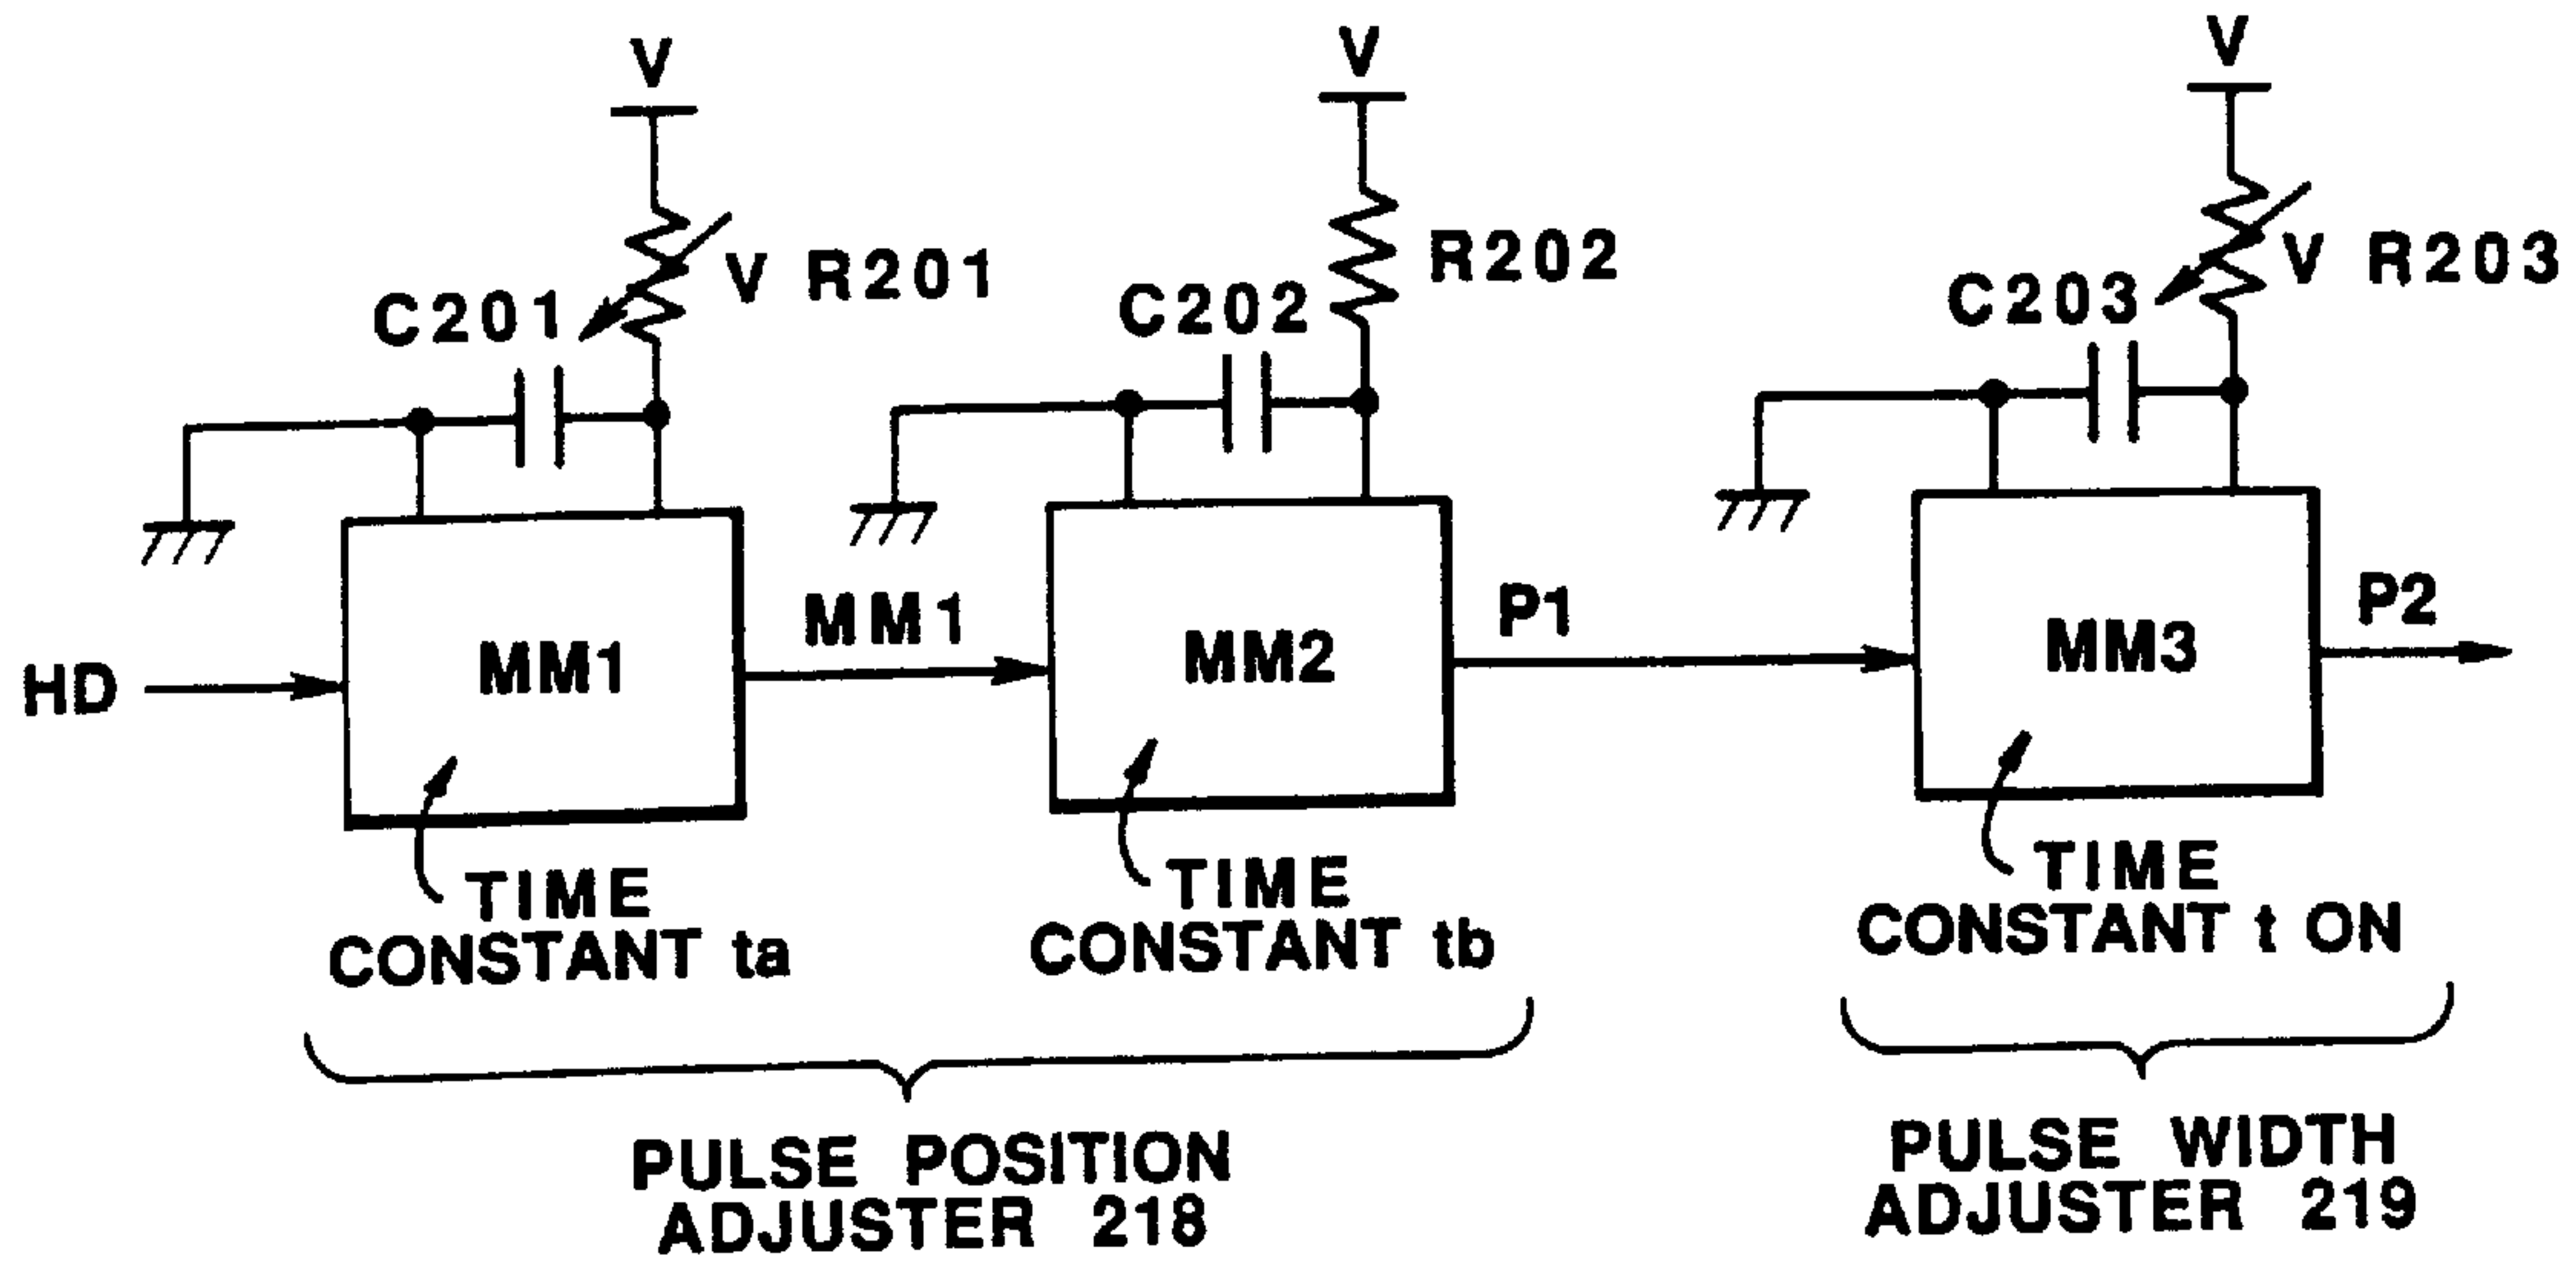 V
V
V
V R201
R202
V R203
C201
C202
C203
HD
MM1
MM1
MM2
P1
MM3
P2
TIME
CONSTANT ta
TIME
CONSTANT tb
TIME
CONSTANT t ON
PULSE POSITION
ADJUSTER 218
PULSE WIDTH
ADJUSTER 219